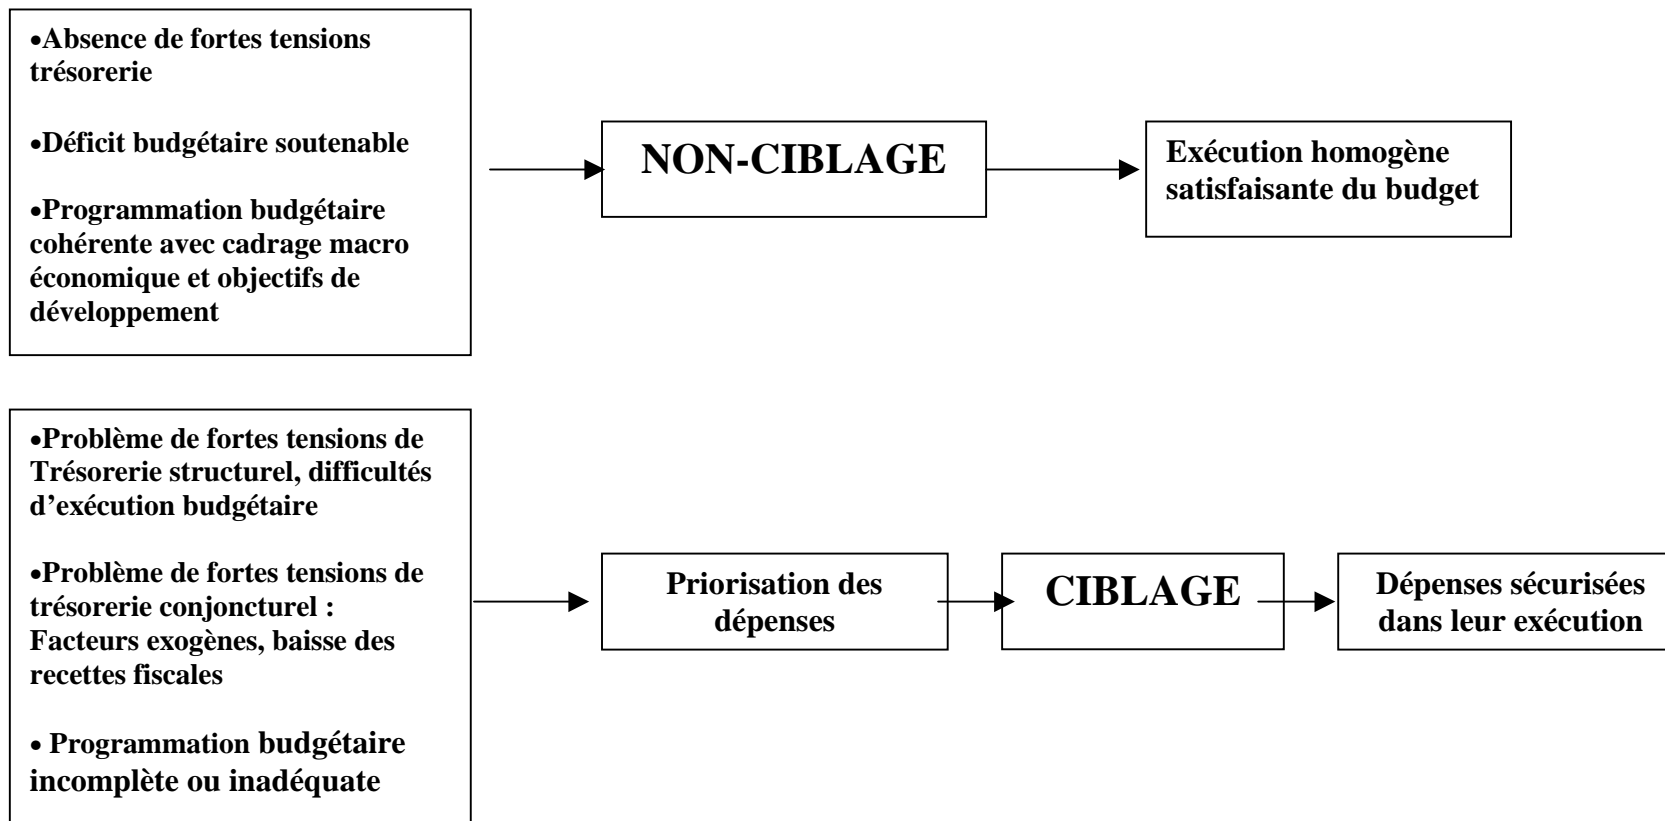 •Absence de fortes tensions
trésorerie
•Déficit budgétaire soutenable
•Programmation budgétaire
cohérente avec cadrage macro
économique et objectifs de
développement
NON-CIBLAGE
Exécution homogène
satisfaisante du budget
•Problème de fortes tensions de
Trésorerie structurel, difficultés
d’exécution budgétaire
•Problème de fortes tensions de
trésorerie conjoncturel :
Facteurs exogènes, baisse des
recettes fiscales
• Programmation budgétaire
incomplète ou inadéquate
Priorisation des
dépenses
CIBLAGE
Dépenses sécurisées
dans leur exécution